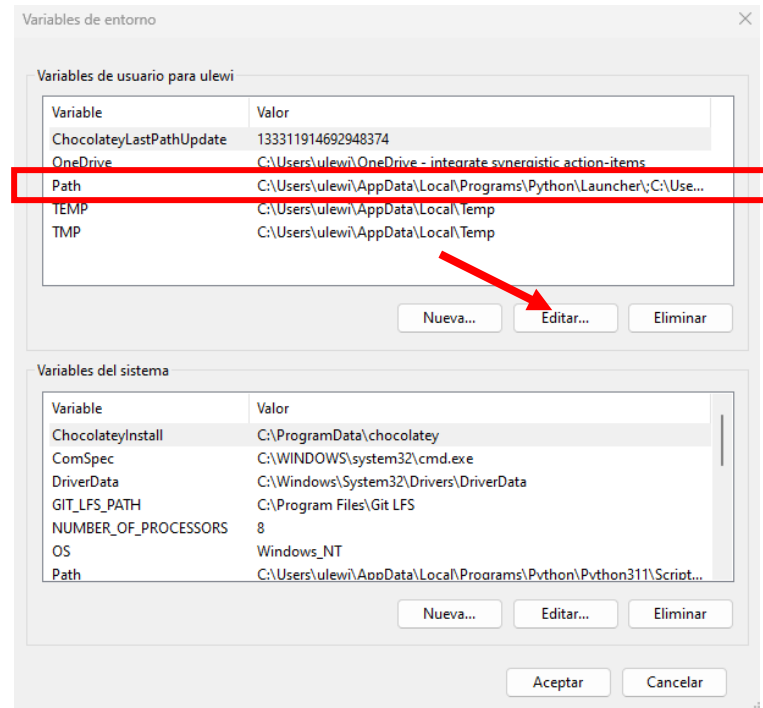 Variables de entorno
Variables de usuario para ulewi
Variable Valor
ChocolateyLastPathUpdate 133311914692948374
OneDrive C:\Users\ulewi\OneDrive - integrate synergistic action-items
Path C:\Users\ulewi\AppData\Local\Programs\Python\Launcher\;C:\Use...
TEMP C:\Users\ulewi\AppData\Local\Temp
TMP C:\Users\ulewi\AppData\Local\Temp
Nueva... Editar... Eliminar
Variables del sistema
Variable Valor
ChocolateyInstall C:\ProgramData\chocolatey
ComSpec C:\WINDOWS\system32\cmd.exe
DriverData C:\Windows\System32\Drivers\DriverData
GIT_LFS_PATH C:\Program Files\Git LFS
NUMBER_OF_PROCESSORS 8
OS Windows_NT
Path C:\Users\ulewi\AppData\Local\Programs\Python\Python311\Script...
Nueva... Editar... Eliminar
Aceptar Cancelar